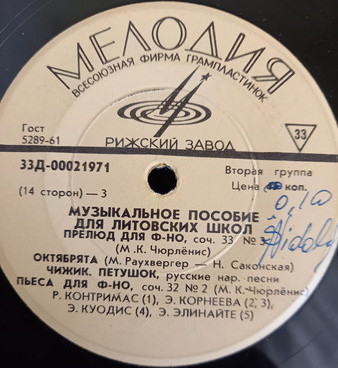 МЕЛОДИЯ
ВСЕСОЮЗНАЯ ФИРМА ГРАМПЛАСТИНОК
РИЖСКИЙ ЗАВОД
Гост
5289-61
33
33Д-00021971
Вторая группа
(14 сторон) — 3
Цена коп.
0,10
МУЗЫКАЛЬНОЕ ПОСОБИЕ
ДЛЯ ЛИТОВСКИХ ШКОЛ
ПРЕЛЮД ДЛЯ Ф-НО, соч. 33 № 3
(М. К. Чюрлёнис)
ОКТЯБРЯТА (М. Раухвергер — Н. Саконская)
ЧИЖИК. ПЕТУШОК, русские нар. песни
ПЬЕСА ДЛЯ Ф-НО, соч. 32 № 2 (М. К. Чюрлёнис)
Р. КОНТРИМАС (1), Э. КОРНЕЕВА (2, 3),
Э. КУОДИС (4), Э. ЭЛИНАЙТЕ (5)